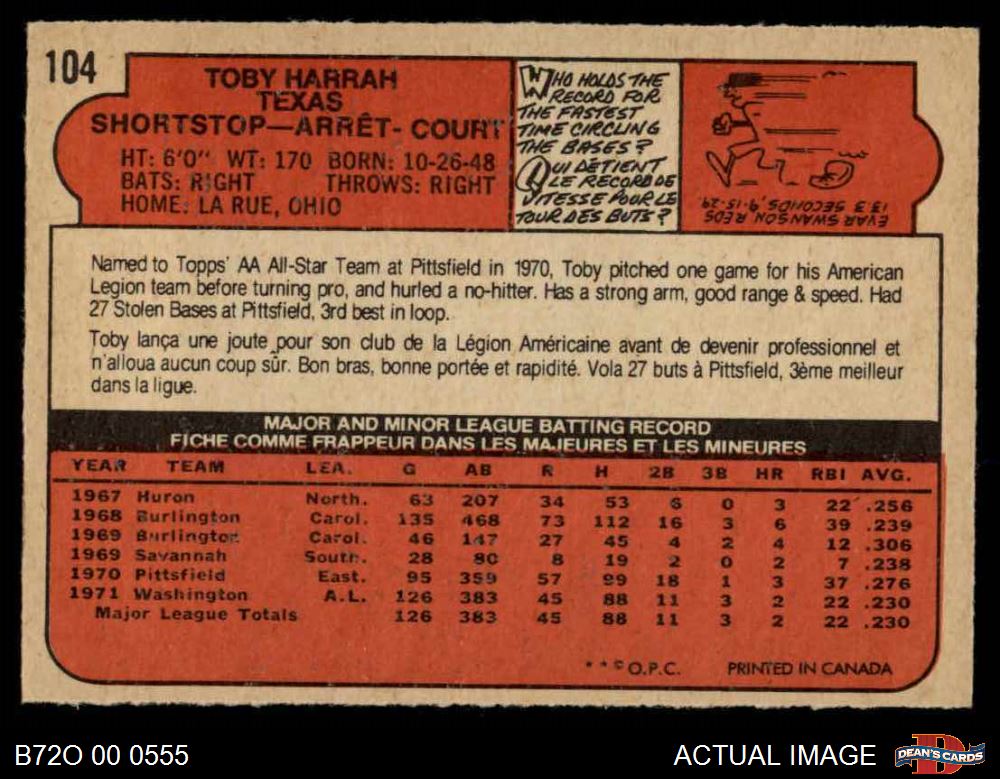 104
TOBY HARRAH
TEXAS
SHORTSTOP—ARRÊT- COURT
HT: 6'0" WT: 170 BORN: 10-26-48
BATS: RIGHT THROWS: RIGHT
HOME: LA RUE, OHIO
WHO HOLDS THE
RECORD FOR
THE FASTEST
TIME CIRCLING
THE BASES?
QUI DÉTIENT
LE RECORD DE
VITESSE POUR LE
TOUR DES BUTS?
EVAR SWANSON REDS
13.3 SECONDS, 9-15-29.
Named to Topps' AA All-Star Team at Pittsfield in 1970, Toby pitched one game for his American
Legion team before turning pro, and hurled a no-hitter. Has a strong arm, good range & speed. Had
27 Stolen Bases at Pittsfield, 3rd best in loop.
Toby lança une joute pour son club de la Légion Américaine avant de devenir professionnel et
n'alloua aucun coup sûr. Bon bras, bonne portée et rapidité. Vola 27 buts à Pittsfield, 3ème meilleur
dans la ligue.
MAJOR AND MINOR LEAGUE BATTING RECORD
FICHE COMME FRAPPEUR DANS LES MAJEURES ET LES MINEURES
YEAR TEAM LEA. G AB R H 2B 3B HR RBI AVG.
1967 Huron North. 63 207 34 53 6 0 3 22 .256
1968 Burlington Carol. 135 468 73 112 16 3 6 39 .239
1969 Burlington Carol. 46 147 27 45 4 2 4 12 .306
1969 Savannah South. 28 80 8 19 2 0 2 7 .238
1970 Pittsfield East. 95 359 57 99 18 1 3 37 .276
1971 Washington A.L. 126 383 45 88 11 3 2 22 .230
Major League Totals 126 383 45 88 11 3 2 22 .230
* * © O.P.C. PRINTED IN CANADA
B72O 00 0555
ACTUAL IMAGE
DEAN'S CARDS